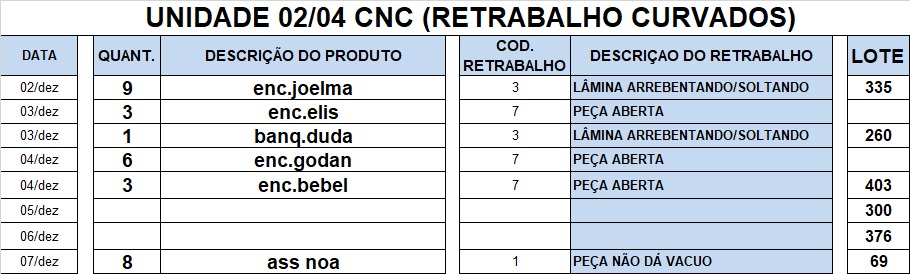 UNIDADE 02/04 CNC (RETRABALHO CURVADOS)
DATA QUANT. DESCRIÇÃO DO PRODUTO COD. RETRABALHO DESCRIÇAO DO RETRABALHO LOTE
02/dez 9 enc.joelma 3 LÂMINA ARREBENTANDO/SOLTANDO 335
03/dez 3 enc.elis 7 PEÇA ABERTA
03/dez 1 banq.duda 3 LÂMINA ARREBENTANDO/SOLTANDO 260
04/dez 6 enc.godan 7 PEÇA ABERTA
04/dez 3 enc.bebel 7 PEÇA ABERTA 403
05/dez 300
06/dez 376
07/dez 8 ass noa 1 PEÇA NÃO DÁ VACUO 69